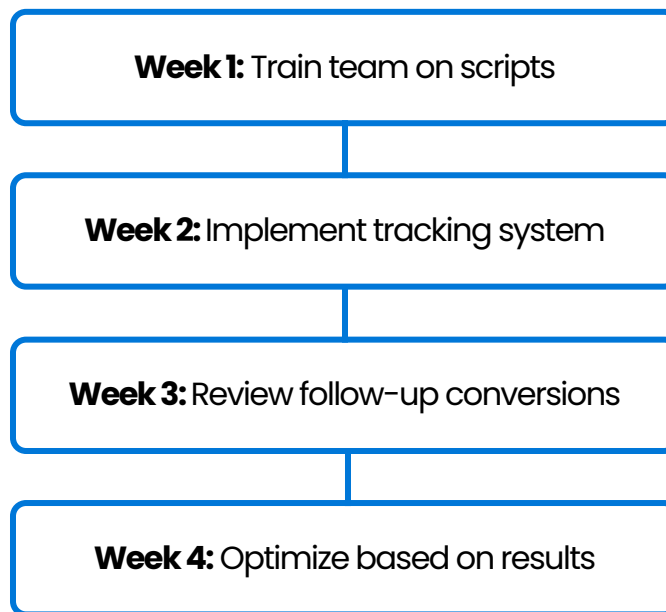 Week 1: Train team on scripts
Week 2: Implement tracking system
Week 3: Review follow-up conversions
Week 4: Optimize based on results